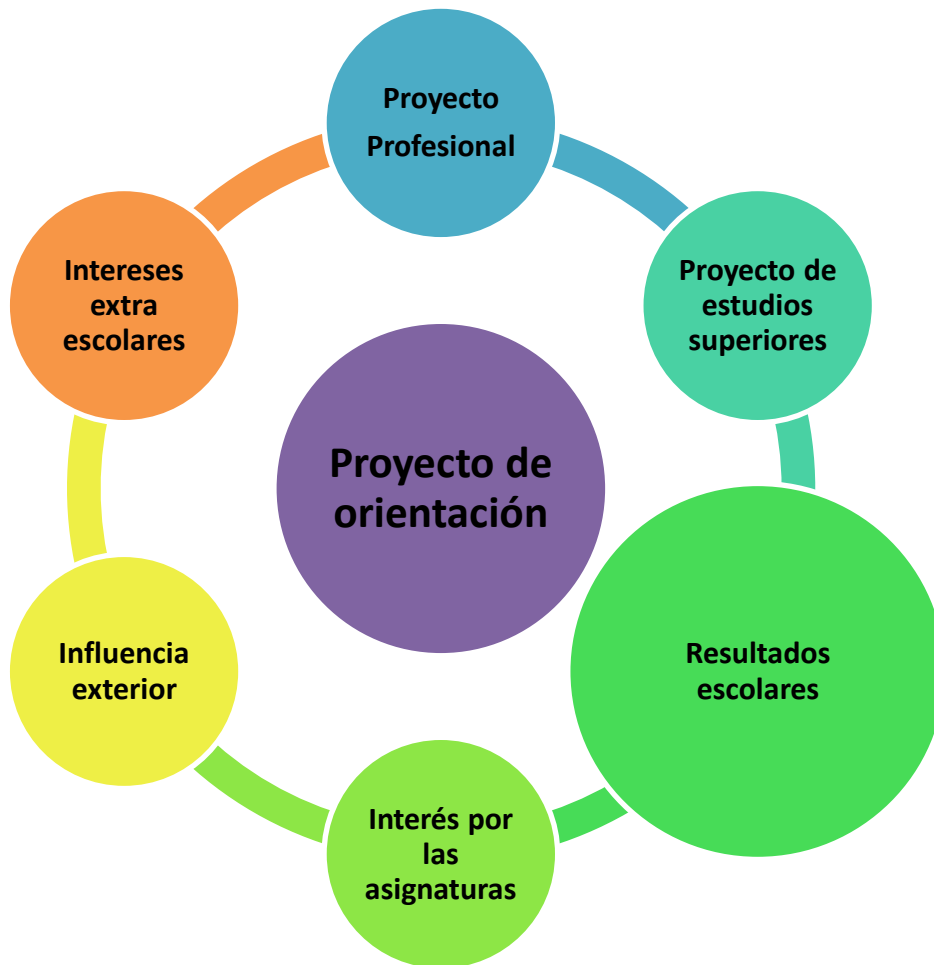 Proyecto
Profesional
Proyecto de
estudios
superiores
Resultados
escolares
Interés por
las
asignaturas
Influencia
exterior
Intereses
extra
escolares
Proyecto de
orientación